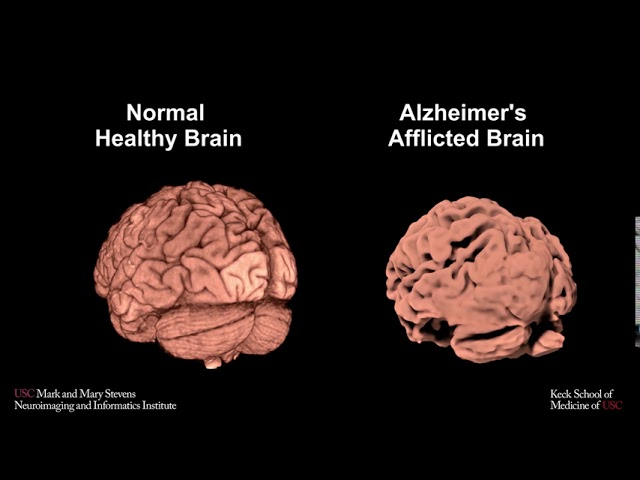 Normal
Healthy Brain
Alzheimer's
Afflicted Brain
USC Mark and Mary Stevens
Neuroimaging and Informatics Institute
Keck School of
Medicine of USC